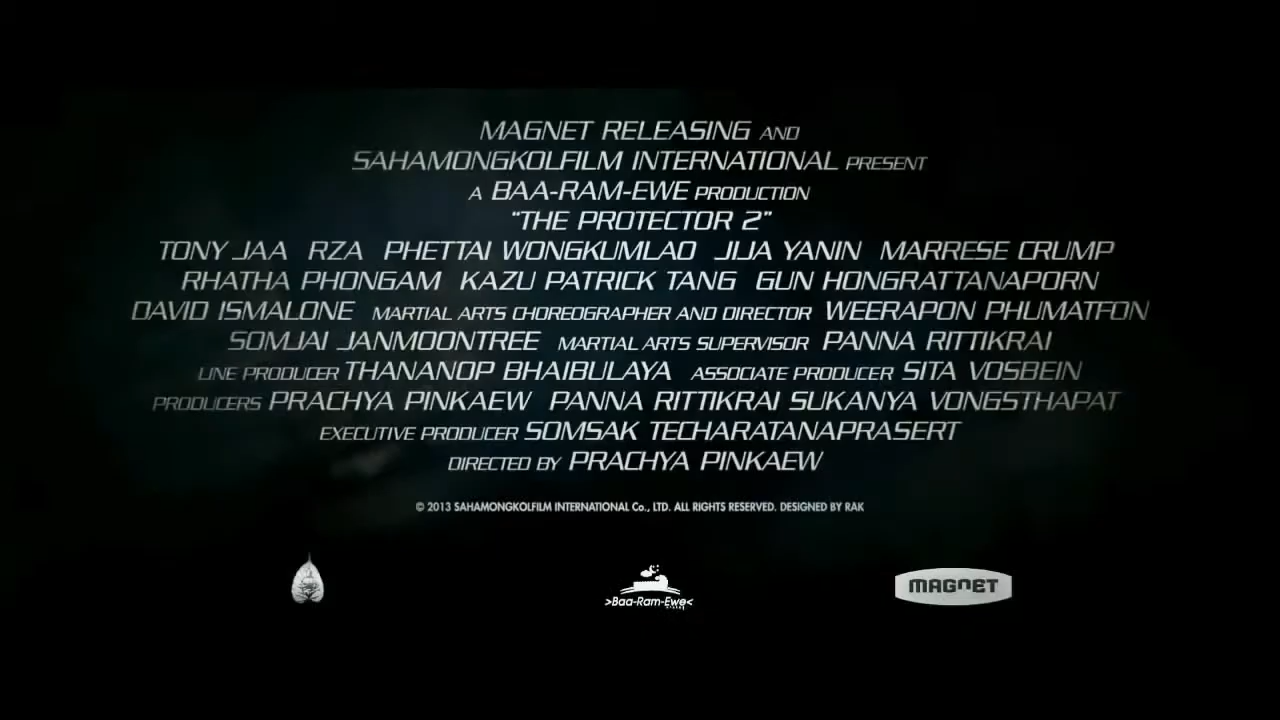 MAGNET RELEASING AND
SAHAMONGKOLFILM INTERNATIONAL PRESENT
A BAA-RAM-EWE PRODUCTION
"THE PROTECTOR 2"
TONY JAA RZA PHETTAI WONGKUMLAO JIJA YANIN MARRESE CRUMP
RHATHA PHONGAM KAZU PATRICK TANG GUN HONGRATTANAPORN
DAVID ISMALONE MARTIAL ARTS CHOREOGRAPHER AND DIRECTOR WEERAPON PHUMATFON
SOMJAI JANMOONTREE MARTIAL ARTS SUPERVISOR PANNA RITTIKRAI
LINE PRODUCER THANANOP BHAIBULAYA ASSOCIATE PRODUCER SITA VOSBEIN
PRODUCERS PRACHYA PINKAEW PANNA RITTIKRAI SUKANYA VONGSTHAPAT
EXECUTIVE PRODUCER SOMSAK TECHARATANAPRASERT
DIRECTED BY PRACHYA PINKAEW
© 2013 SAHAMONGKOLFILM INTERNATIONAL Co., LTD. ALL RIGHTS RESERVED. DESIGNED BY RAK
>Baa-Ram-Ewe<
MAGNET